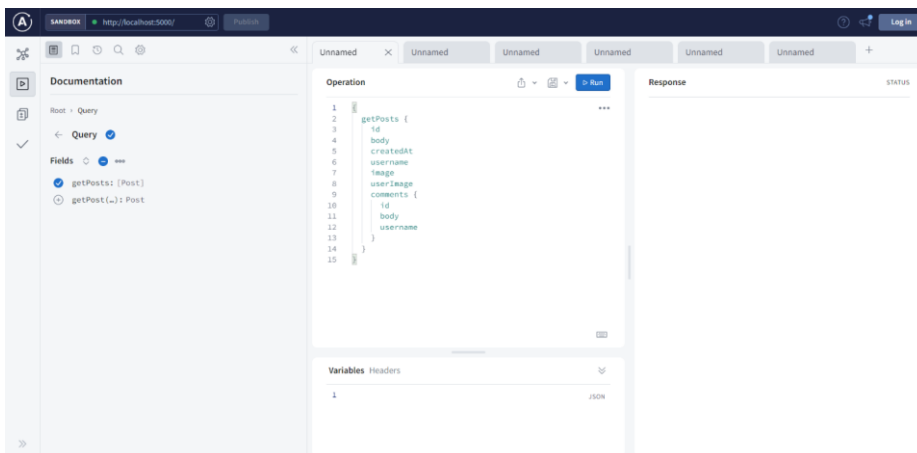 A SANDBOX http://localhost:5000/ Publish Log in
Documentation
Root > Query
← Query
Fields
getPosts: [Post]
getPost(…): Post
Unnamed Unnamed Unnamed Unnamed Unnamed Unnamed
Operation Run
1 {
2 getPosts {
3 id
4 body
5 createdAt
6 username
7 image
8 userImage
9 comments {
10 id
11 body
12 username
13 }
14 }
15 }
Variables Headers
1 JSON
Response STATUS